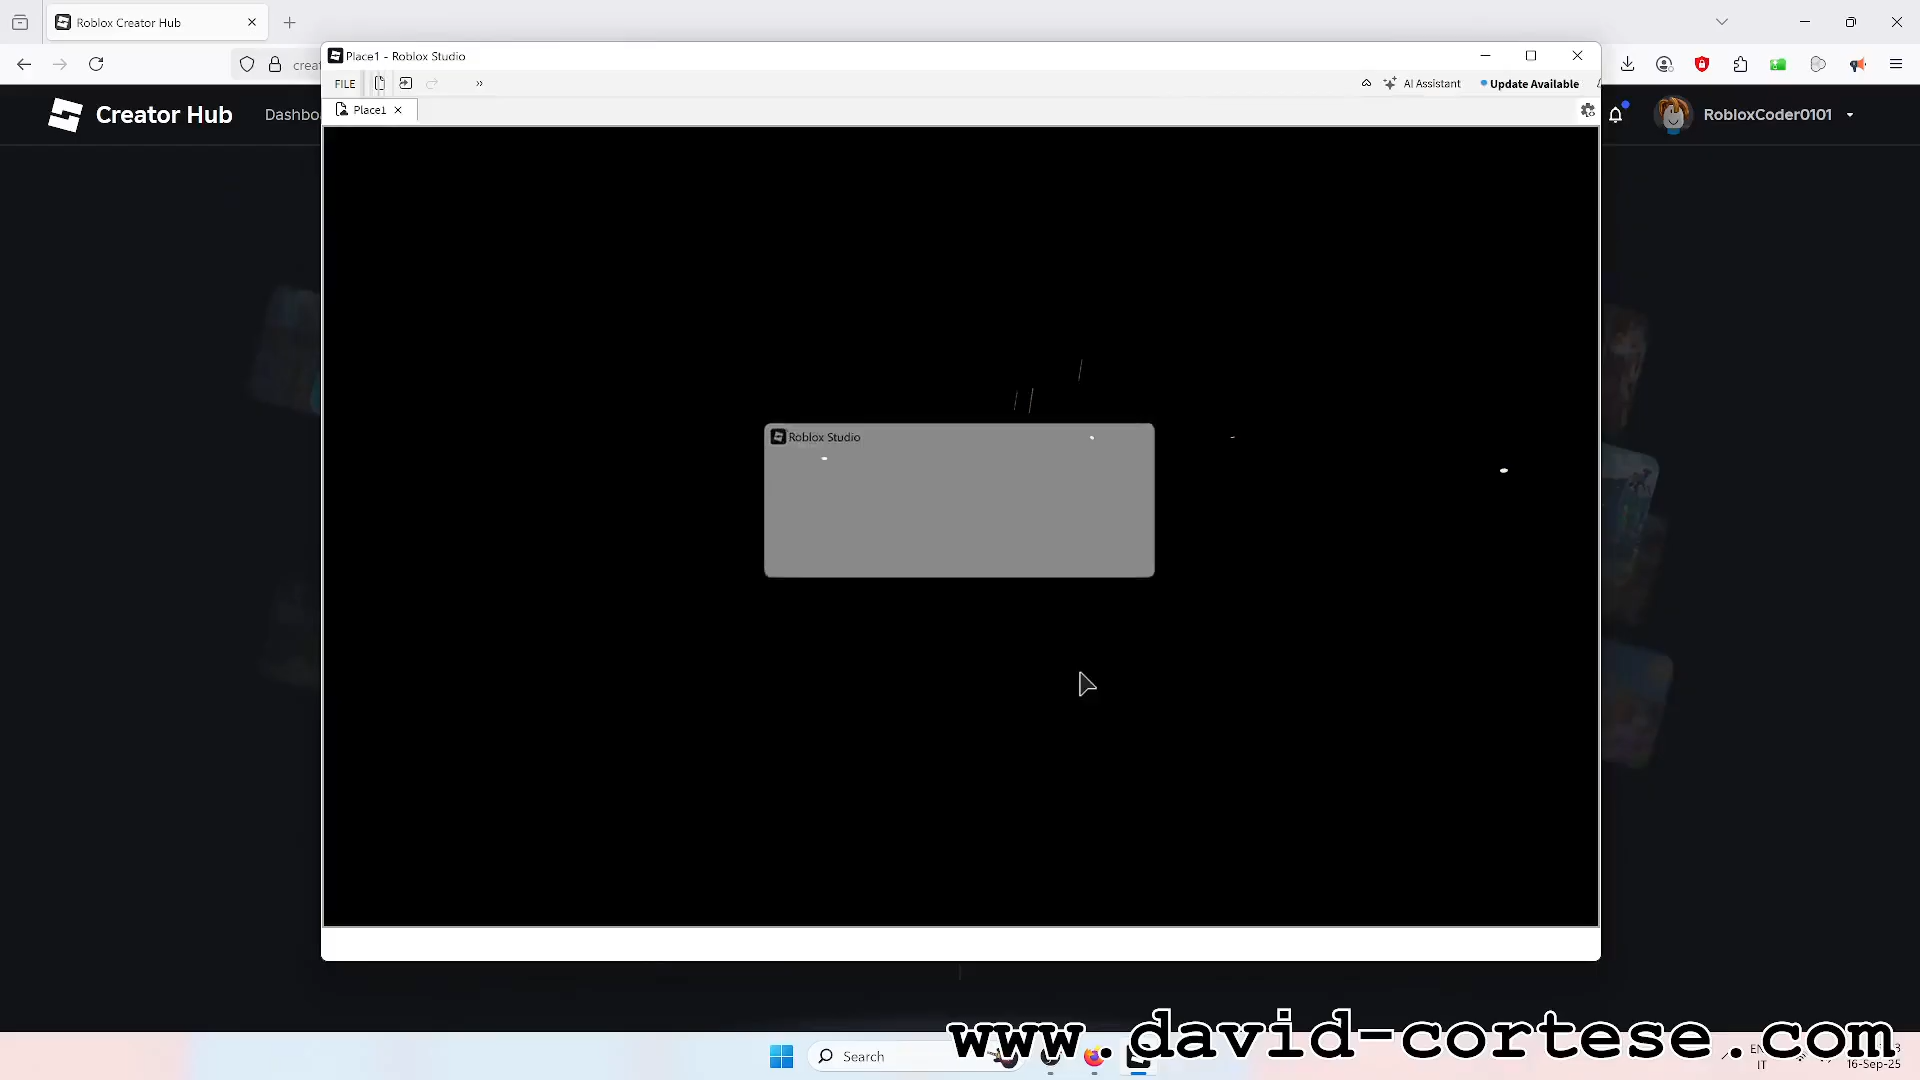 Roblox Creator Hub
Place1 - Roblox Studio
FILE
AI Assistant
Update Available
Place1
Creator Hub
RobloxCoder0101
Roblox Studio
Search
www.david-cortese.com
IT
16-Sep-25